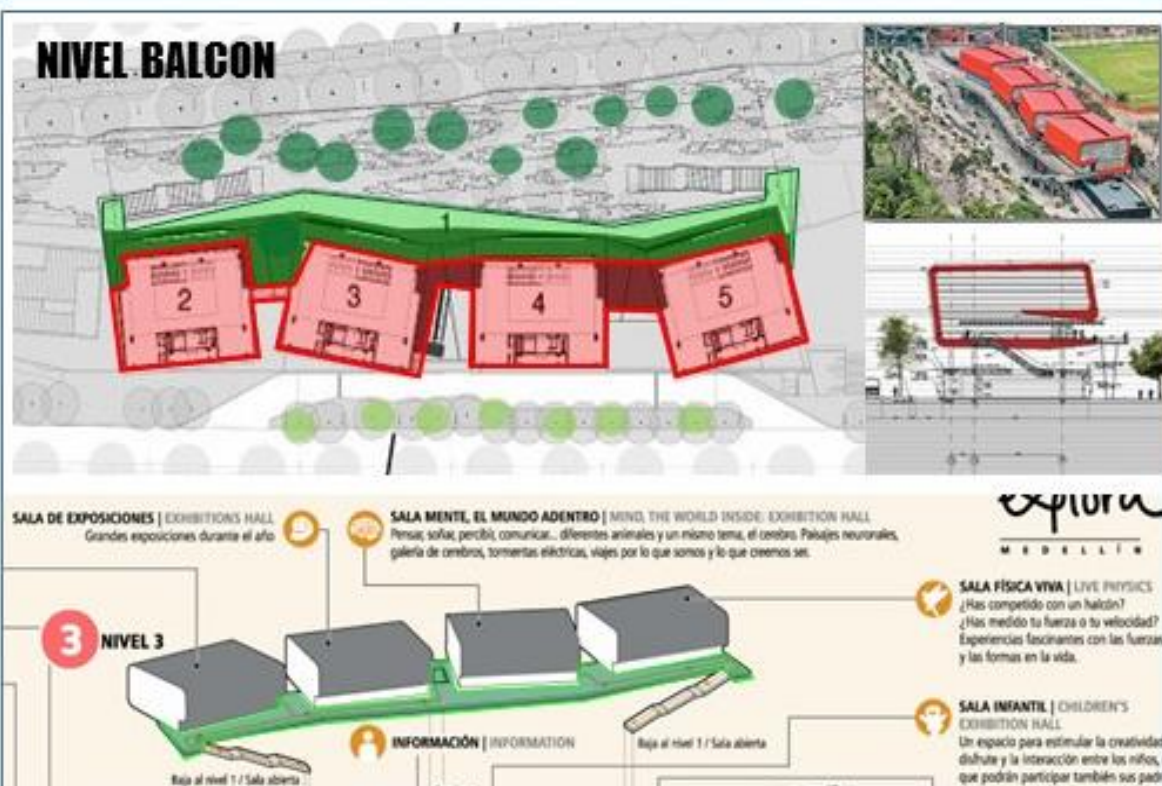 NIVEL BALCON
2
3
4
5
explora
MEDELLÍN
SALA DE EXPOSICIONES | EXHIBITIONS HALL
Grandes exposiciones durante el año
SALA MENTE, EL MUNDO ADENTRO | MIND, THE WORLD INSIDE: EXHIBITION HALL
Pensar, soñar, percibir, comunicar... diferentes animales y un mismo tema, el cerebro. Paisajes neuronales,
galería de cerebros, tormentas eléctricas, viajes por lo que somos y lo que creemos ser.
SALA FÍSICA VIVA | LIVE PHYSICS
¿Has competido con un halcón?
¿Has medido tu fuerza o tu velocidad?
Experiencias fascinantes con las fuerzas
y las formas en la vida.
3 NIVEL 3
INFORMACIÓN | INFORMATION
Baja al nivel 1 / Sala abierta
Baja al nivel 1 / Sala abierta
SALA INFANTIL | CHILDREN'S
EXHIBITION HALL
Un espacio para estimular la creatividad
disfrute y la interacción entre los niños,
que podrán participar también sus